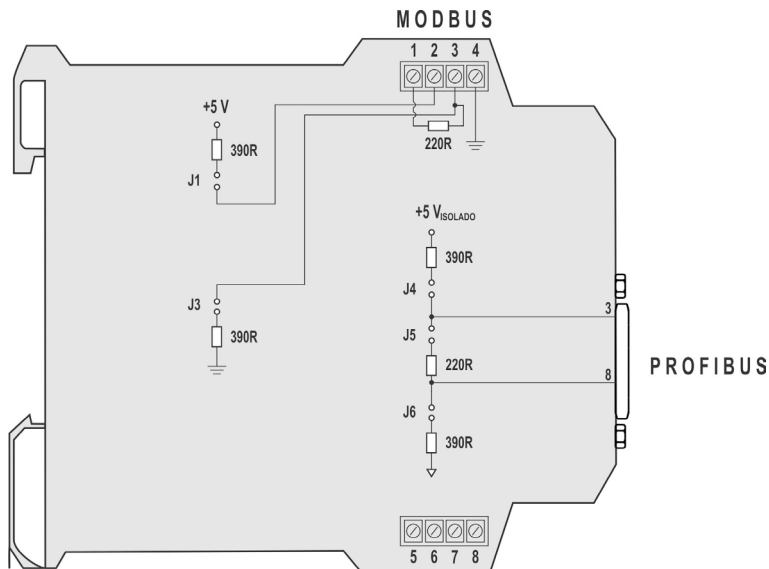 MODBUS
1 2 3 4
+5 V
390R
J1
220R
+5 VISOLADO
390R
J4
J3
3
J5
390R
220R
PROFIBUS
8
J6
390R
5 6 7 8